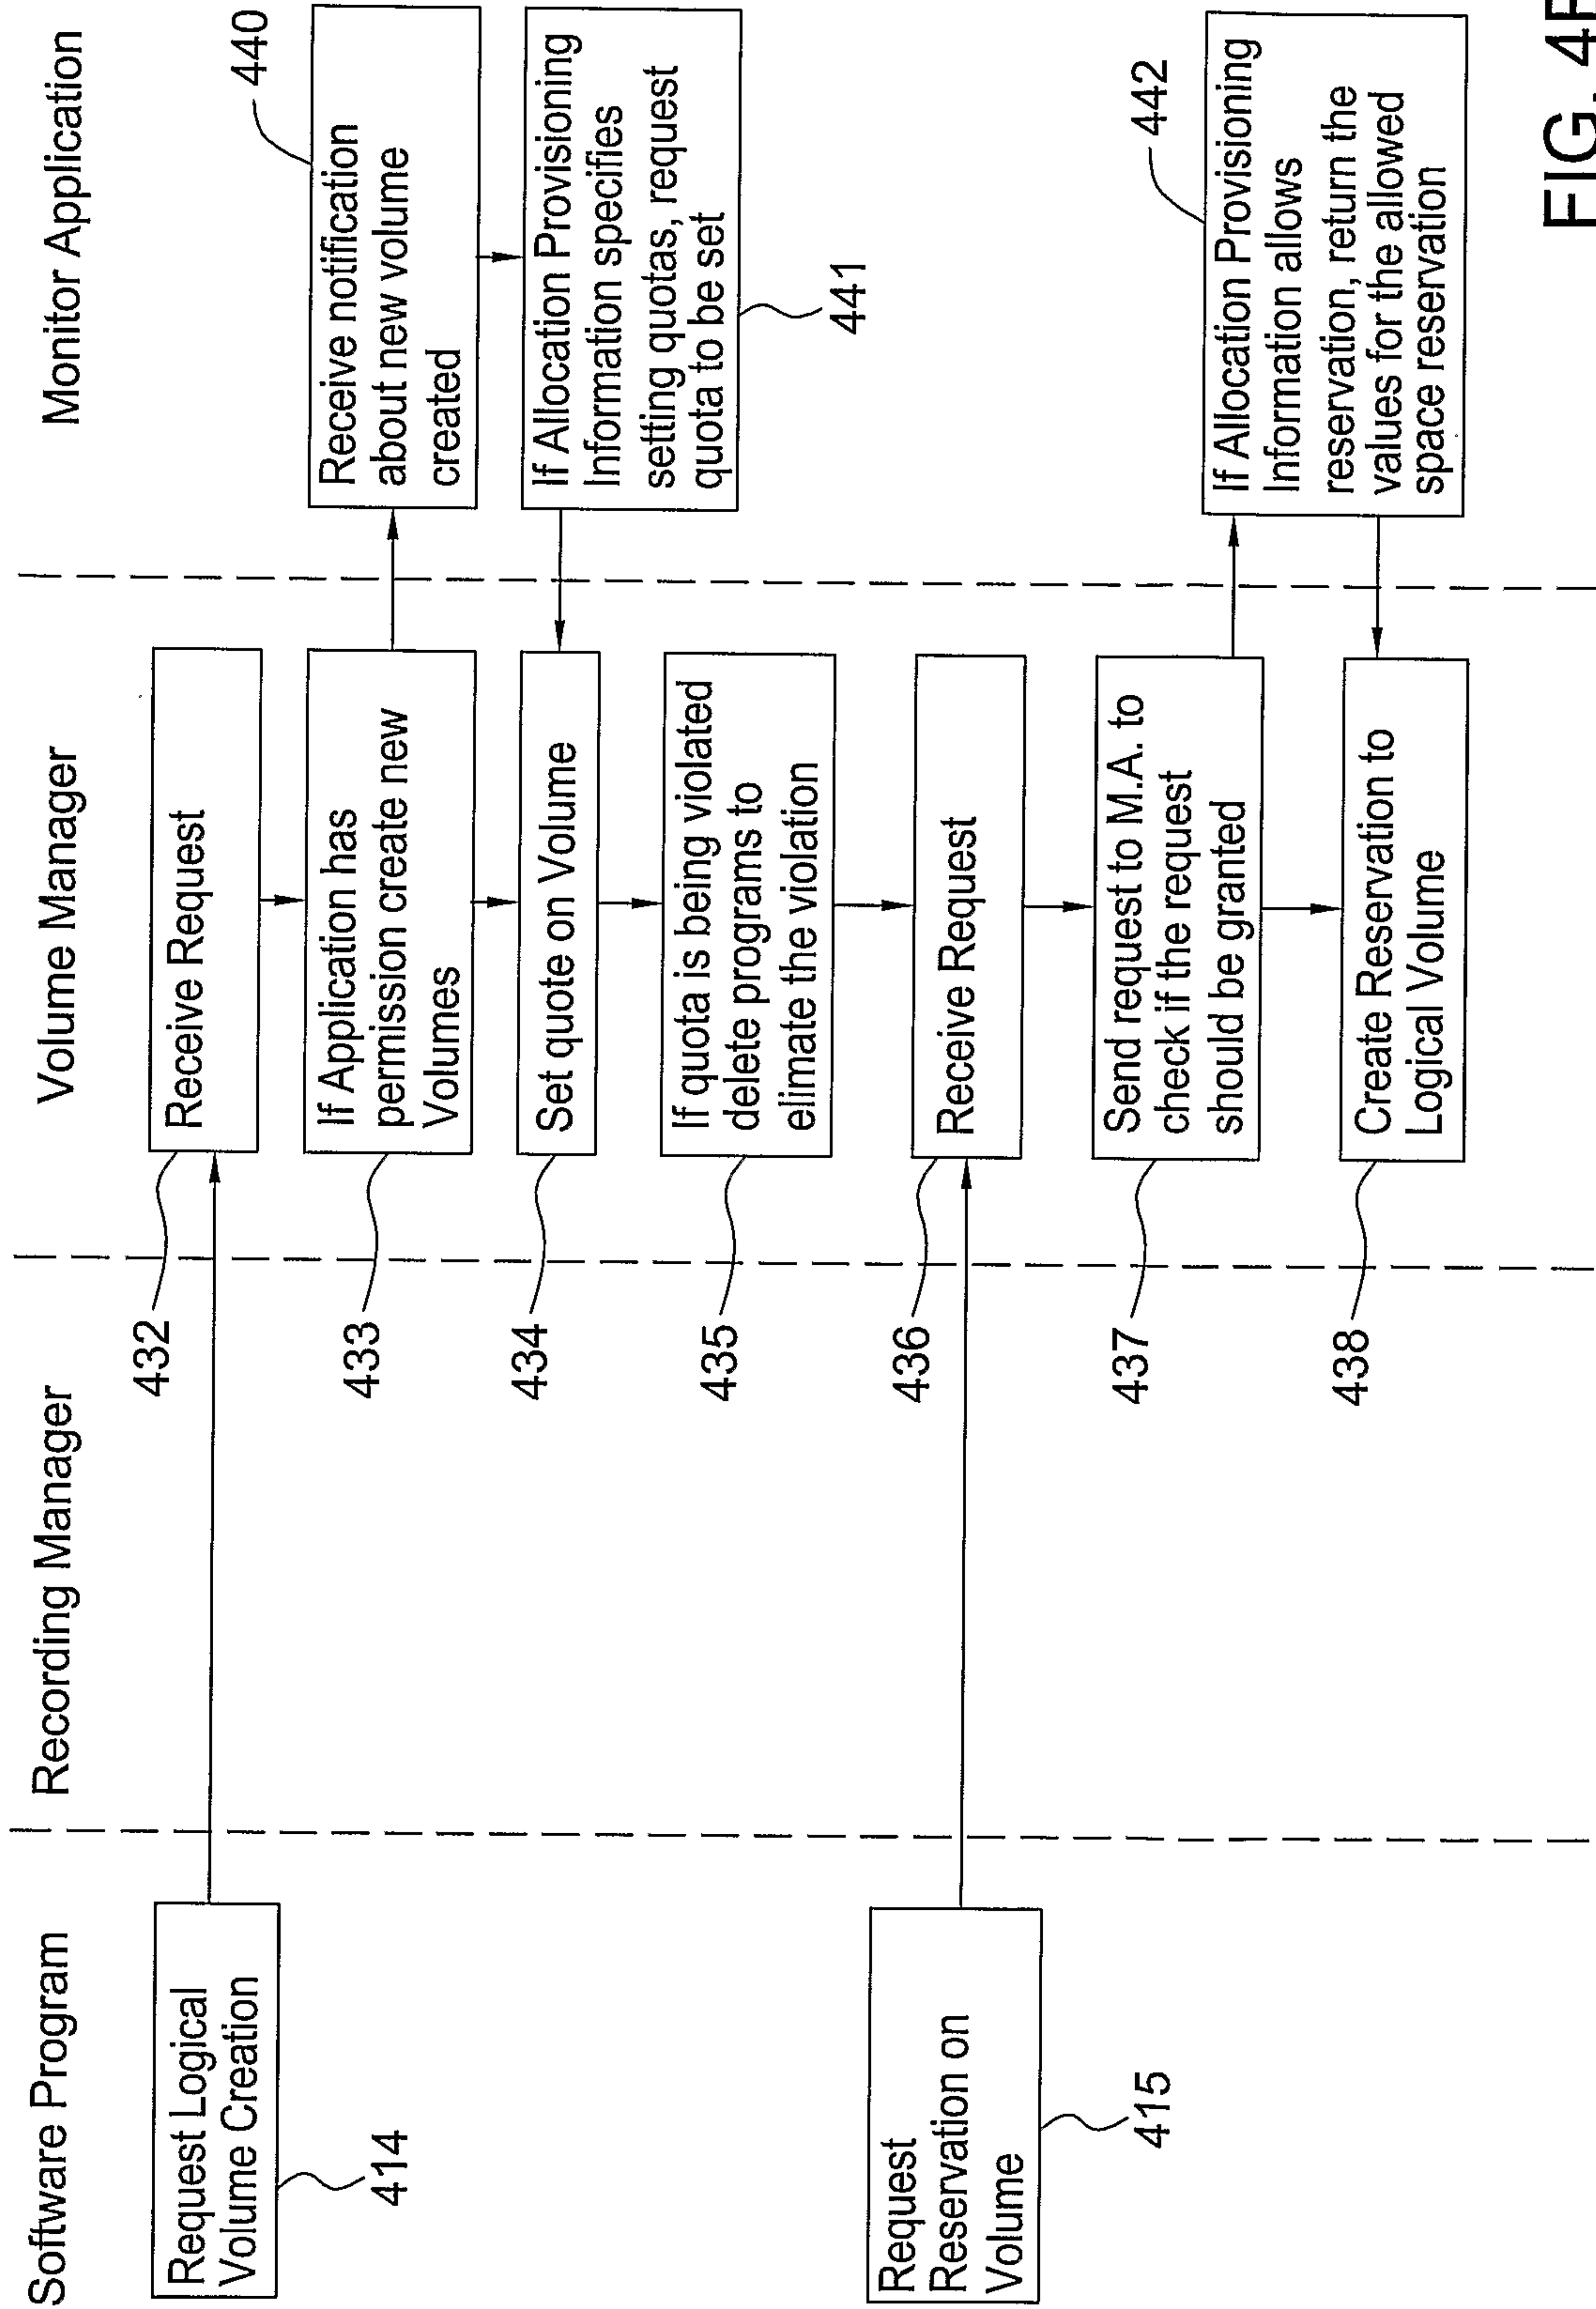 Software Program
Recording Manager
Volume Manager
Monitor Application
Request Logical
Volume Creation
414
432
Receive Request
433
If Application has
permission create new
Volumes
440
Receive notification
about new volume
created
434
Set quote on Volume
If Allocation Provisioning
Information specifies
setting quotas, request
quota to be set
441
435
If quota is being violated
delete programs to
elimate the violation
Request
Reservation on
Volume
415
436
Receive Request
437
Send request to M.A. to
check if the request
should be granted
442
If Allocation Provisioning
Information allows
reservation, return the
values for the allowed
space reservation
438
Create Reservation to
Logical Volume
FIG.